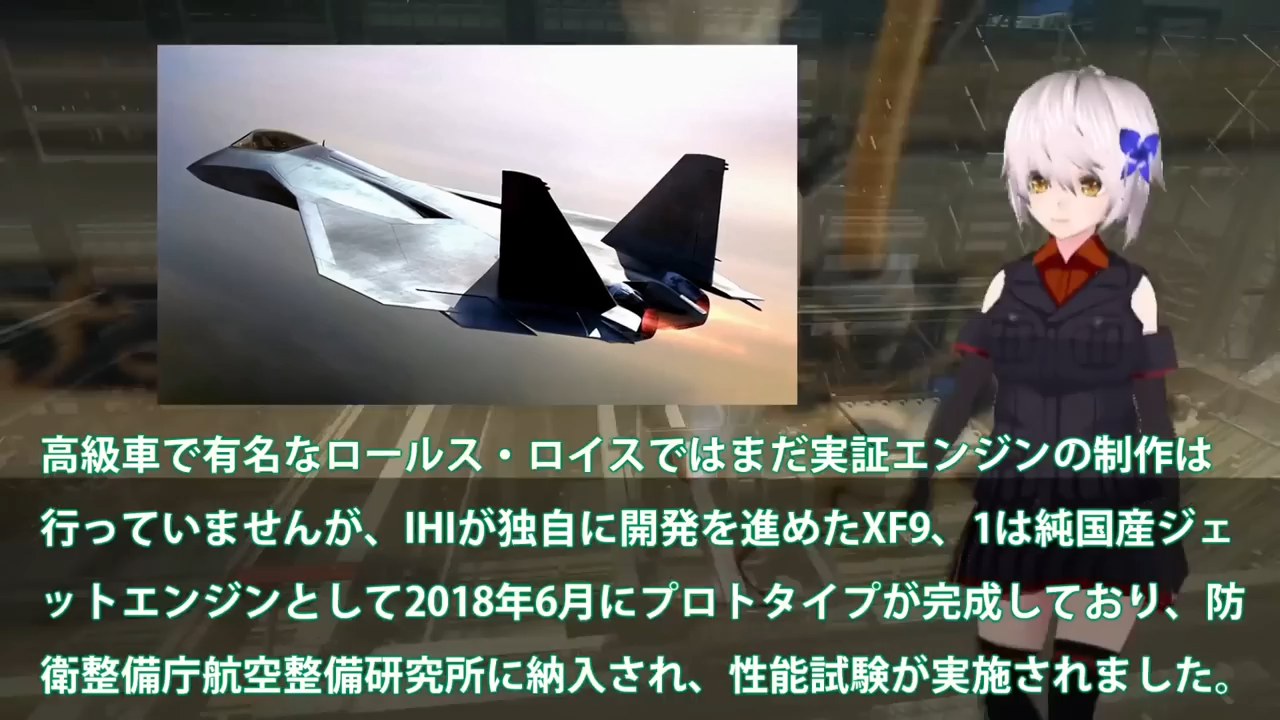 高級車で有名なロールス・ロイスではまだ実証エンジンの制作は
行っていませんが、IHIが独自に開発を進めたXF9、1は純国産ジェ
ットエンジンとして2018年6月にプロトタイプが完成しており、防
衛整備庁航空整備研究所に納入され、性能試験が実施されました。